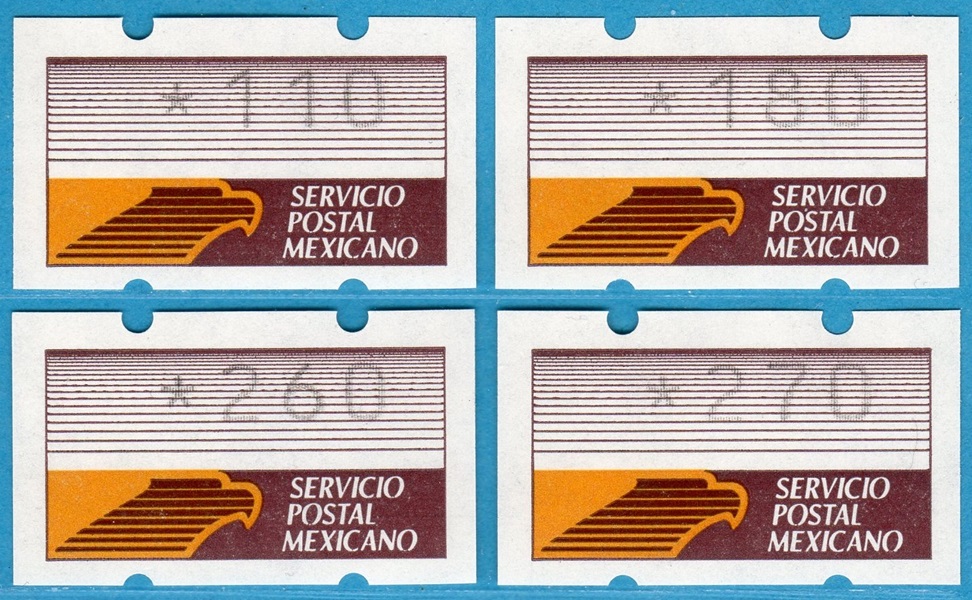 *110
SERVICIO
POSTAL
MEXICANO
*180
SERVICIO
POSTAL
MEXICANO
*260
SERVICIO
POSTAL
MEXICANO
*270
SERVICIO
POSTAL
MEXICANO